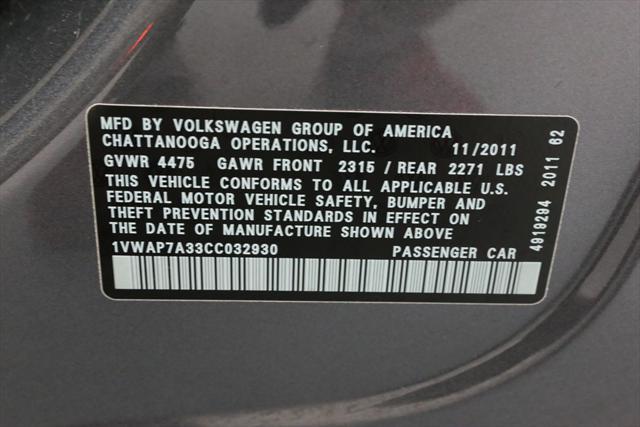 MFD BY VOLKSWAGEN GROUP OF AMERICA
CHATTANOOGA OPERATIONS, LLC. 11/2011
GVWR 4475 GAWR FRONT 2315 / REAR 2271 LBS
THIS VEHICLE CONFORMS TO ALL APPLICABLE U.S.
FEDERAL MOTOR VEHICLE SAFETY, BUMPER AND
THEFT PREVENTION STANDARDS IN EFFECT ON
THE DATE OF MANUFACTURE SHOWN ABOVE
1VWAP7A33CC032930 PASSENGER CAR
4919294 2011 62